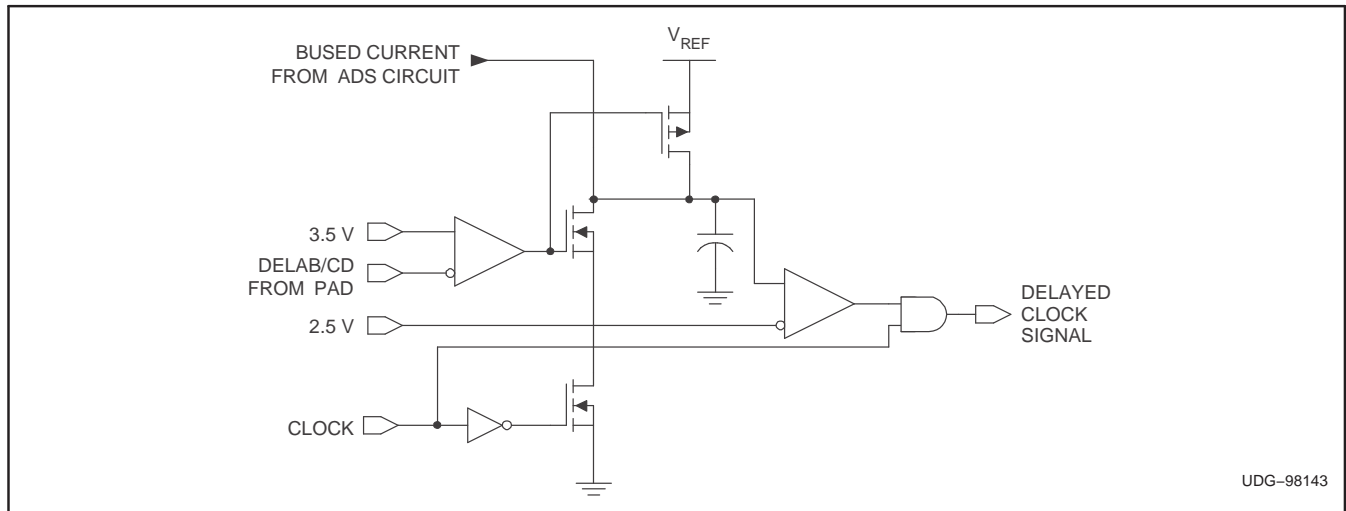 BUSED CURRENT
FROM ADS CIRCUIT
VREF
3.5 V
DELAB/CD
FROM PAD
2.5 V
CLOCK
DELAYED
CLOCK
SIGNAL
UDG−98143